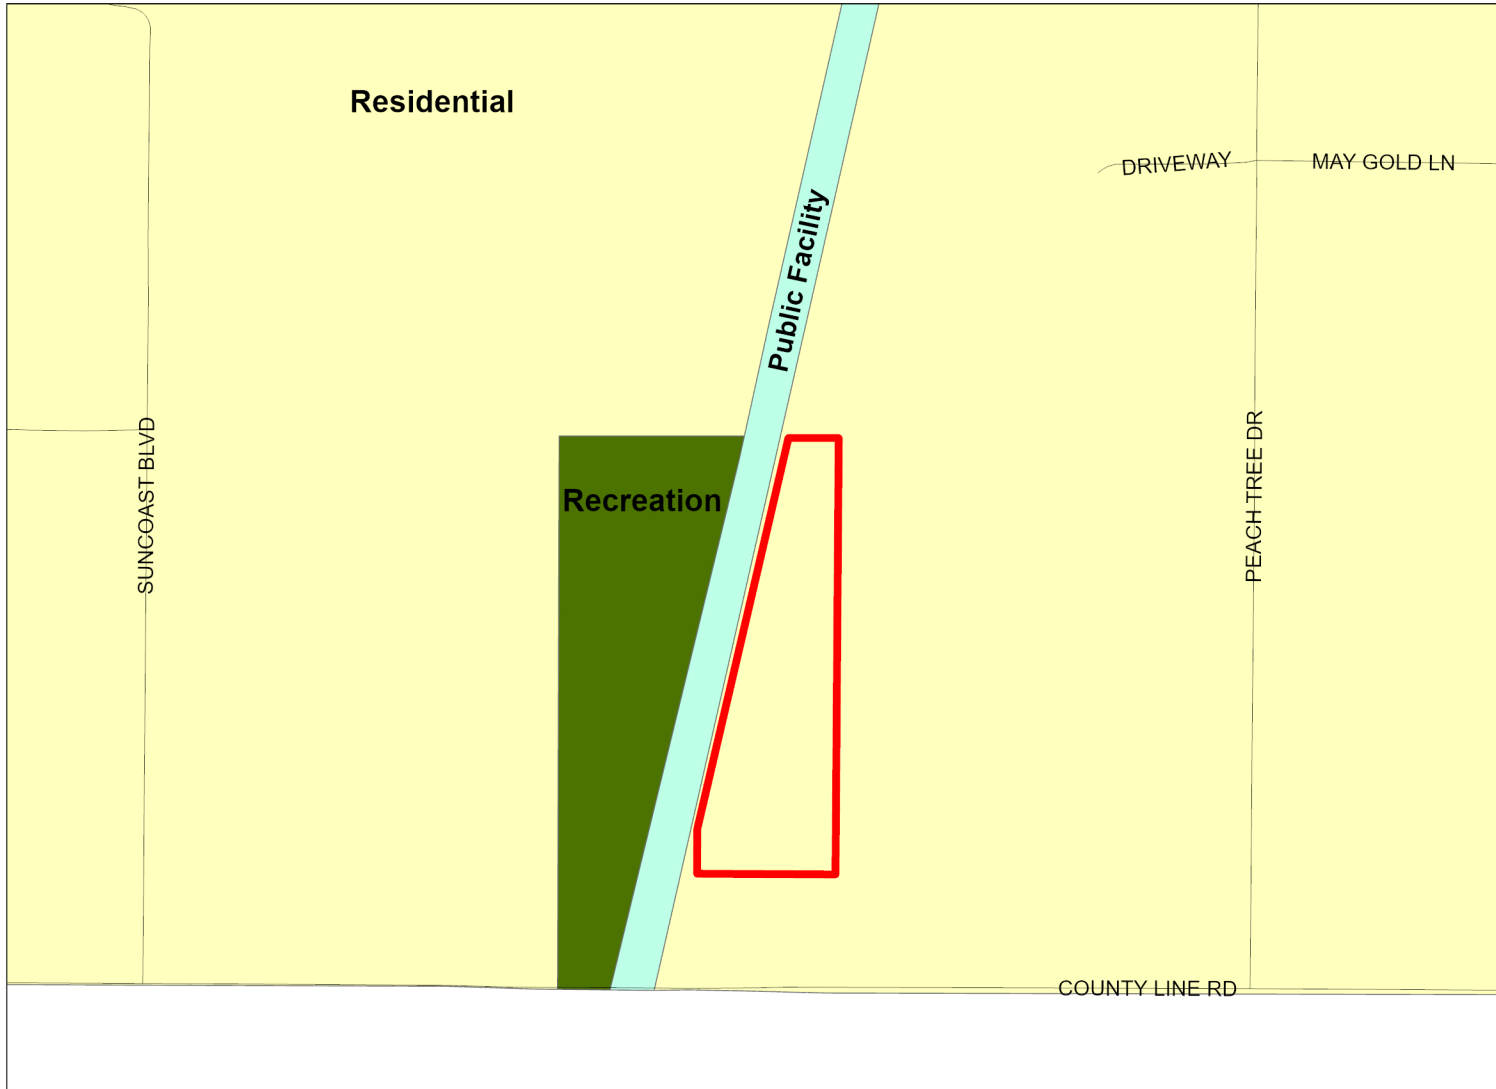 Residential
DRIVEWAY
MAY GOLD LN
Public Facility
SUNCOAST BLVD
Recreation
PEACH TREE DR
COUNTY LINE RD